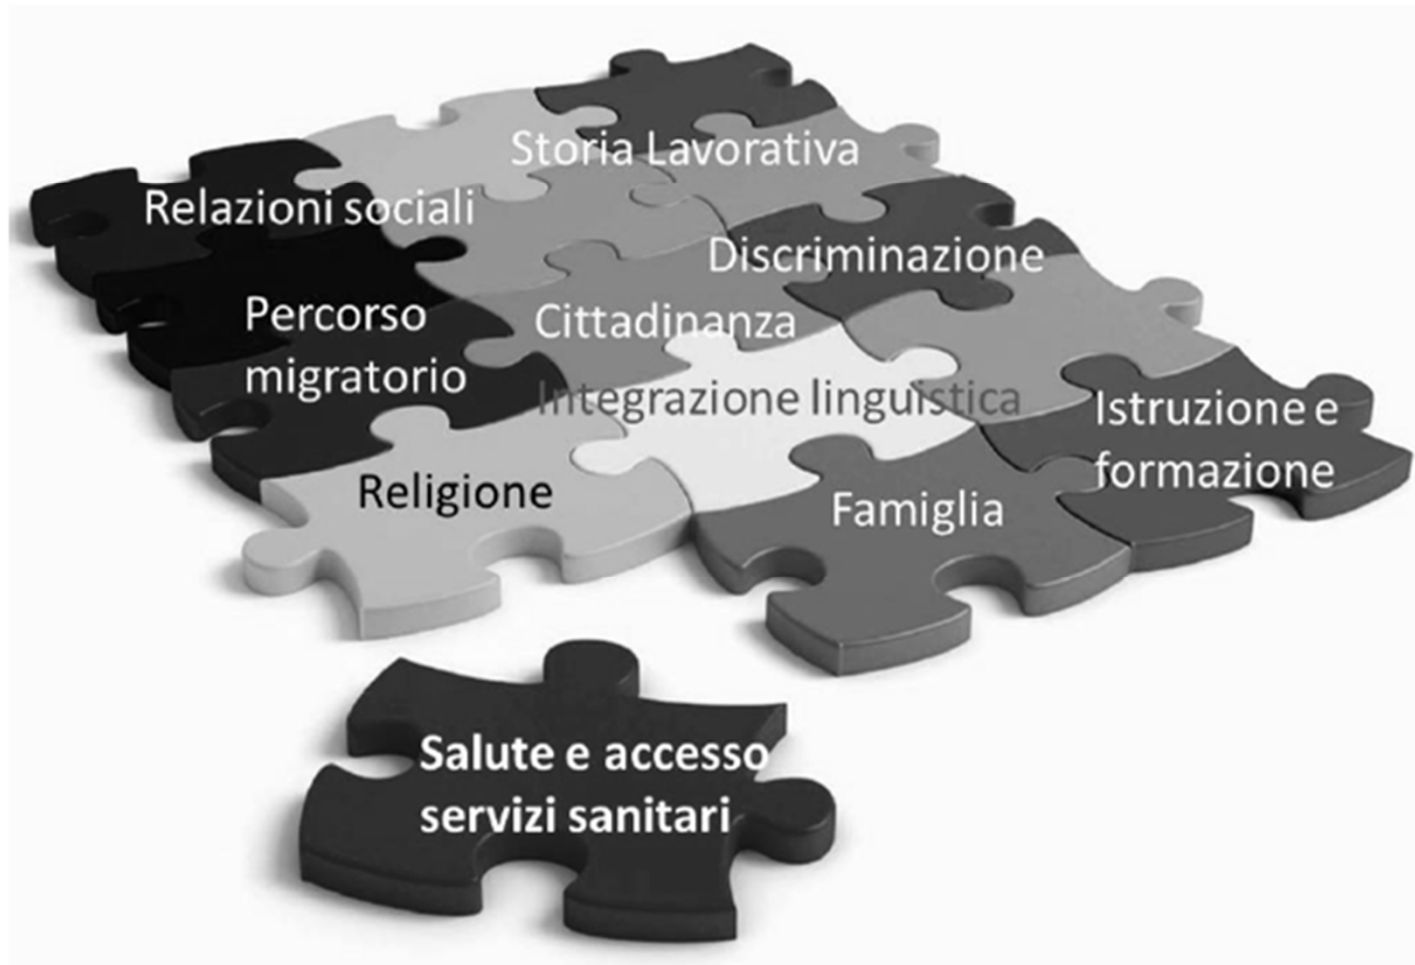 Storia Lavorativa
Relazioni sociali
Discriminazione
Percorso
migratorio
Cittadinanza
Integrazione linguistica
Istruzione e
formazione
Religione
Famiglia
Salute e accesso
servizi sanitari